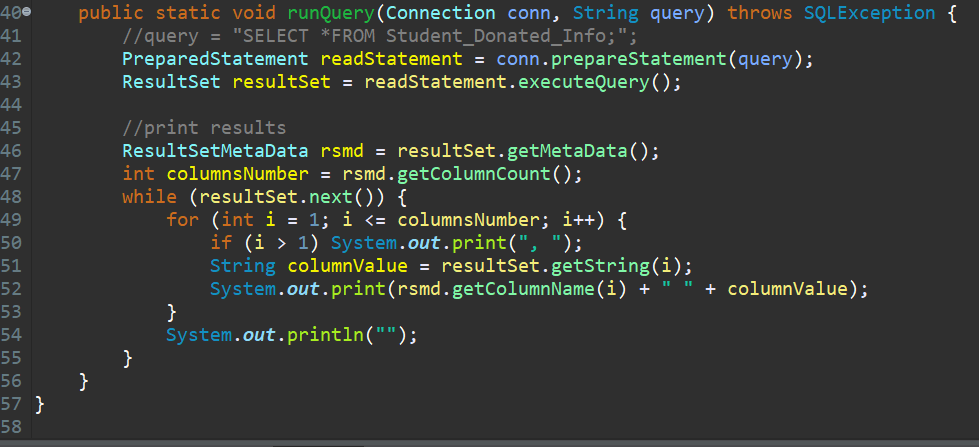 40 public static void runQuery(Connection conn, String query) throws SQLException {
41 //query = "SELECT *FROM Student_Donated_Info;";
42 PreparedStatement readStatement = conn.prepareStatement(query);
43 ResultSet resultSet = readStatement.executeQuery();
44
45 //print results
46 ResultSetMetaData rsmd = resultSet.getMetaData();
47 int columnsNumber = rsmd.getColumnCount();
48 while (resultSet.next()) {
49 for (int i = 1; i <= columnsNumber; i++) {
50 if (i > 1) System.out.print(", ");
51 String columnValue = resultSet.getString(i);
52 System.out.print(rsmd.getColumnName(i) + " " + columnValue);
53 }
54 System.out.println("");
55 }
56 }
57 }
58